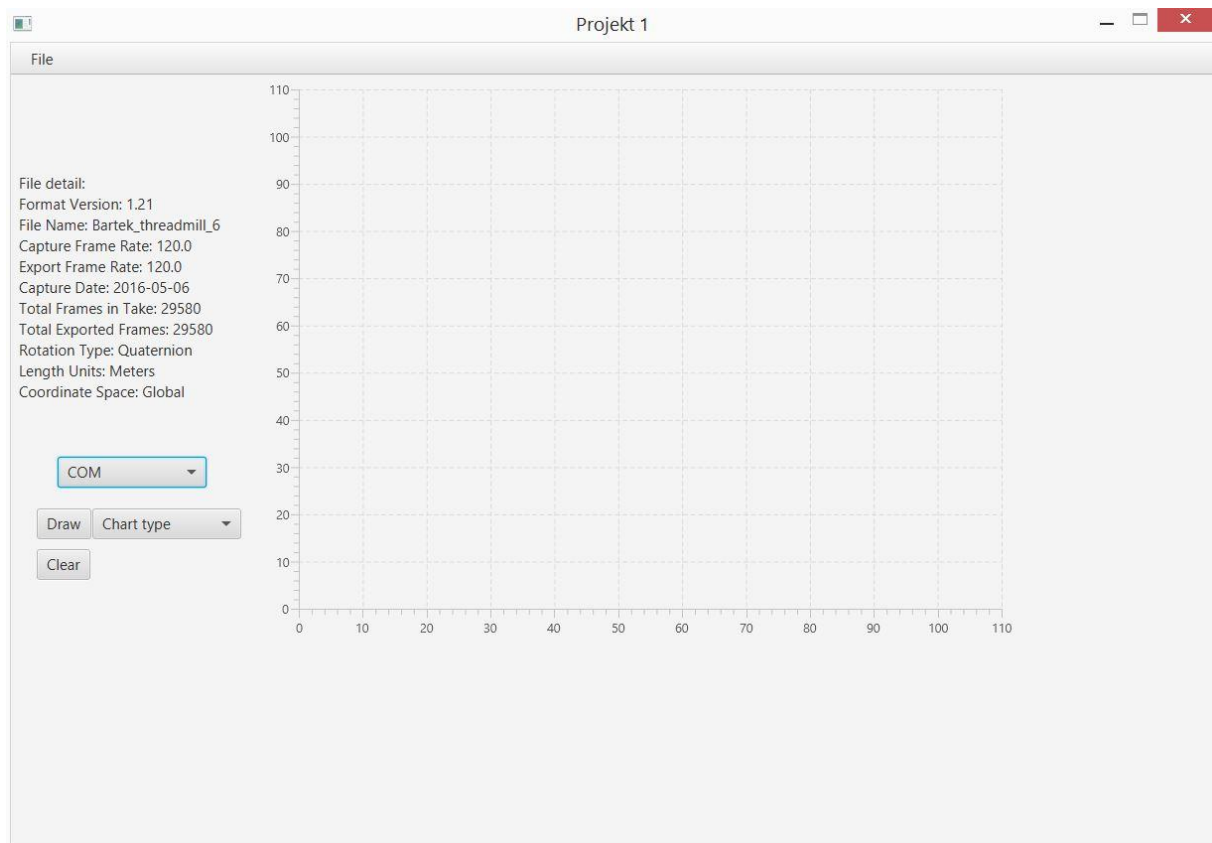 Projekt 1
File
File detail:
Format Version: 1.21
File Name: Bartek_threadmill_6
Capture Frame Rate: 120.0
Export Frame Rate: 120.0
Capture Date: 2016-05-06
Total Frames in Take: 29580
Total Exported Frames: 29580
Rotation Type: Quaternion
Length Units: Meters
Coordinate Space: Global
COM
Draw Chart type
Clear
110
100
90
80
70
60
50
40
30
20
10
0
0 10 20 30 40 50 60 70 80 90 100 110